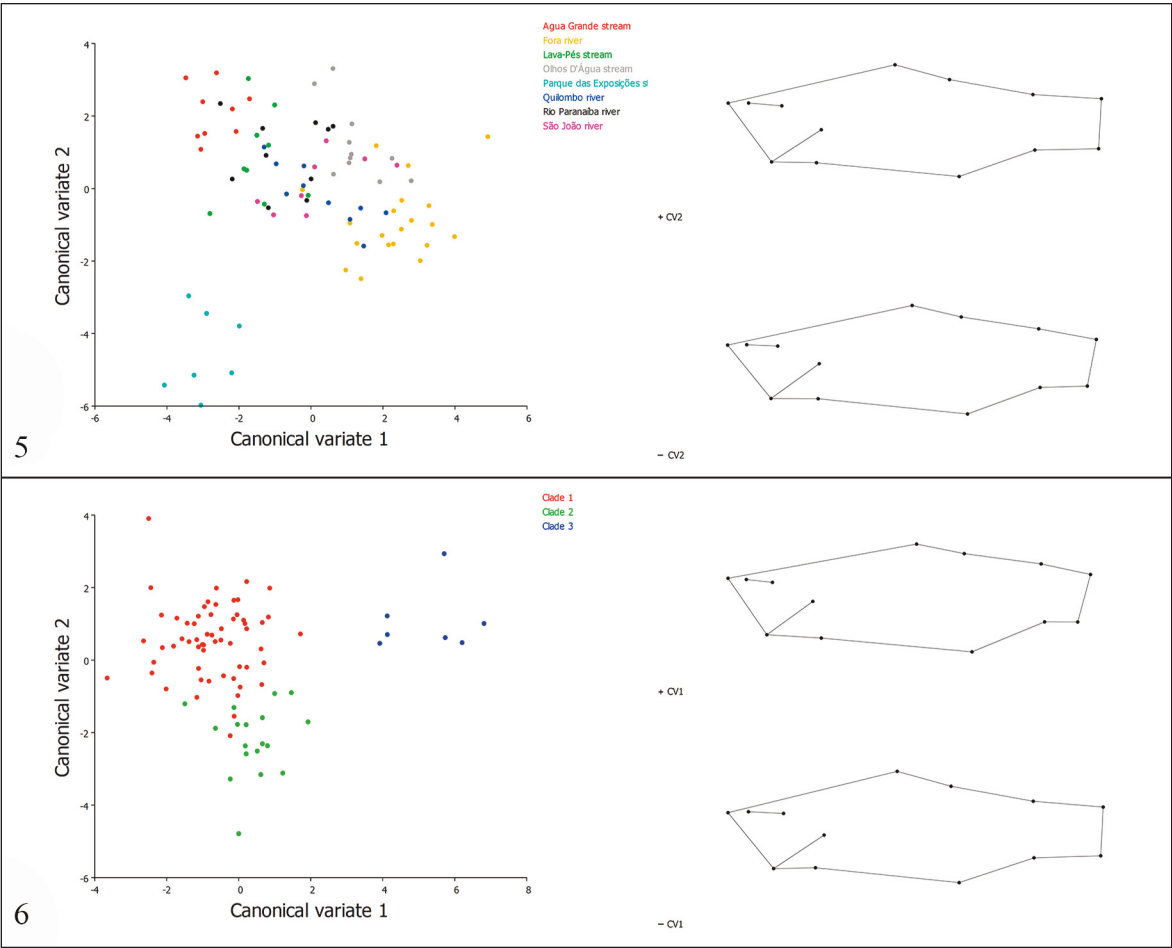 Agua Grande stream
Fora river
Lava-Pés stream
Olhos D'Água stream
Parque das Exposições
Quilombo river
Rio Paranaíba river
São João river
4
2
0
-2
-4
-6
Canonical variate 2
-6 -4 -2 0 2 4 6
Canonical variate 1
+ CV2
- CV2
5
Clade 1
Clade 2
Clade 3
4
2
0
-2
-4
-6
Canonical variate 2
-4 -2 0 2 4 6 8
Canonical variate 1
+ CV1
- CV1
6